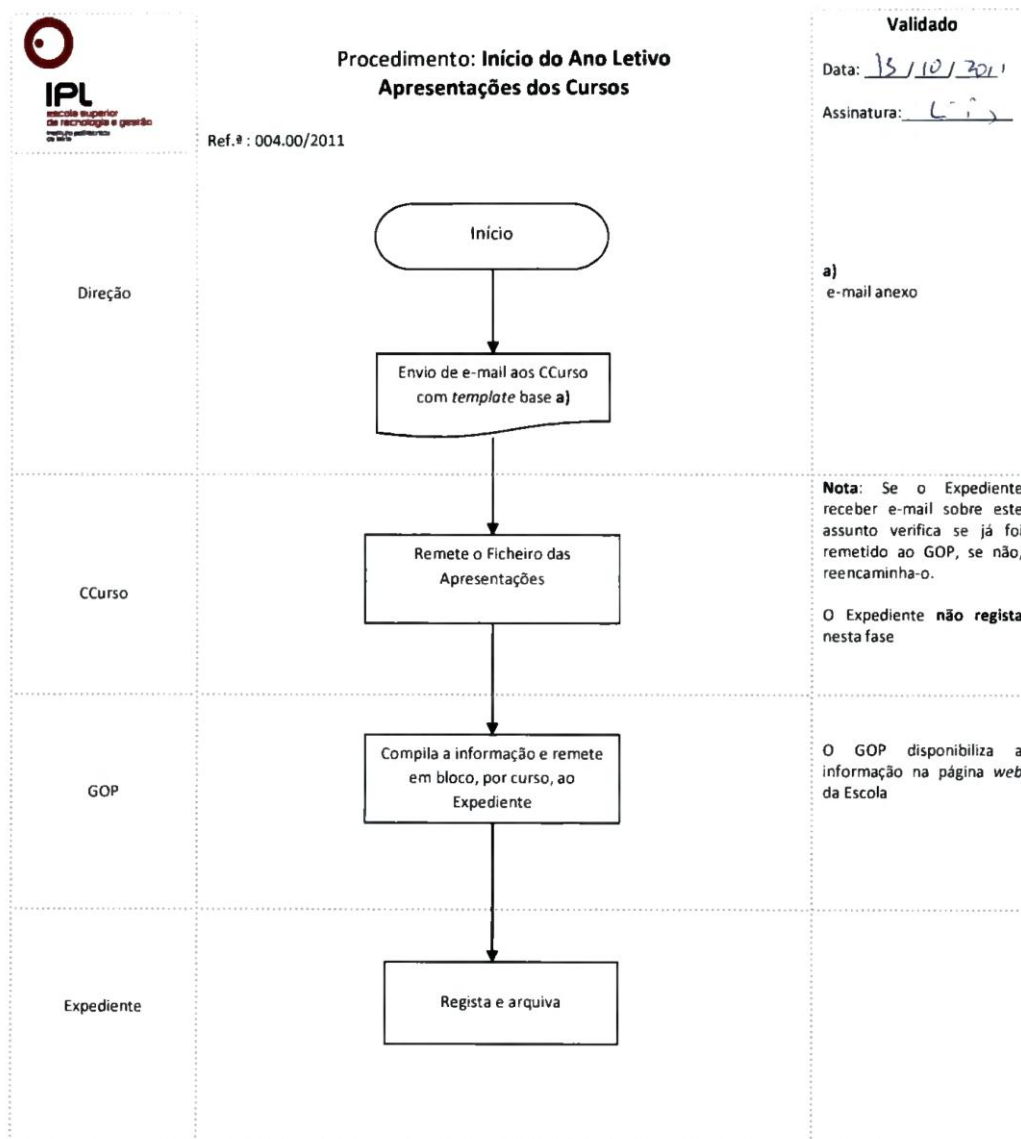 IPL
escola superior
de tecnologia e gestão
instituto politécnico
de leiria
Procedimento: Início do Ano Letivo
Apresentações dos Cursos
Ref.ª : 004.00/2011
Validado
Data: 13/10/2011
Assinatura:
Direção
Início
Envio de e-mail aos CCurso
com template base a)
a)
e-mail anexo
CCurso
Remete o Ficheiro das
Apresentações
Nota: Se o Expediente
receber e-mail sobre este
assunto verifica se já foi
remetido ao GOP, se não,
reencaminha-o.
O Expediente não regista
nesta fase
GOP
Compila a informação e remete
em bloco, por curso, ao
Expediente
O GOP disponibiliza a
informação na página web
da Escola
Expediente
Regista e arquiva